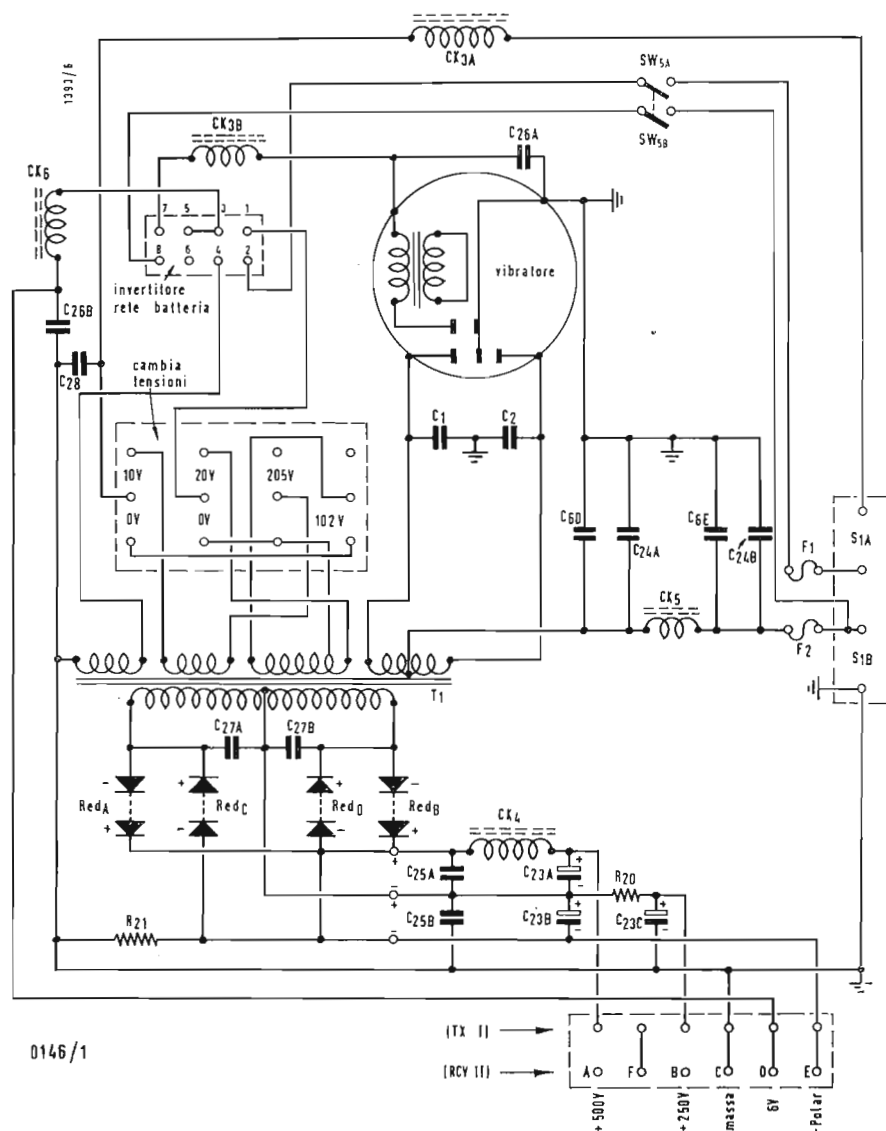 CK3A
1393/6
SW5A
SW5B
CK3B
C26A
CK6
7 5 3 1
8 6 4 2
invertitore
rete batteria
vibratore
C26B
C28
cambia
tensioni
C1
C2
10V 20V 205V
0V 0V 102V
C6D
C24A
C6E
C24B
F1
S1A
CK5
F2
S1B
T1
C27A
C27B
- + + -
RedA
RedC
RedD
RedB
+ - - +
CK4
+
C25A
C23A
+
-
-
+
R20
C25B
C23B
+
-
C23C
+
-
R21
-
(TX II)
(RCV II)
A F B C D E
+500V
+250V
massa
6V
-Polar
0146/1